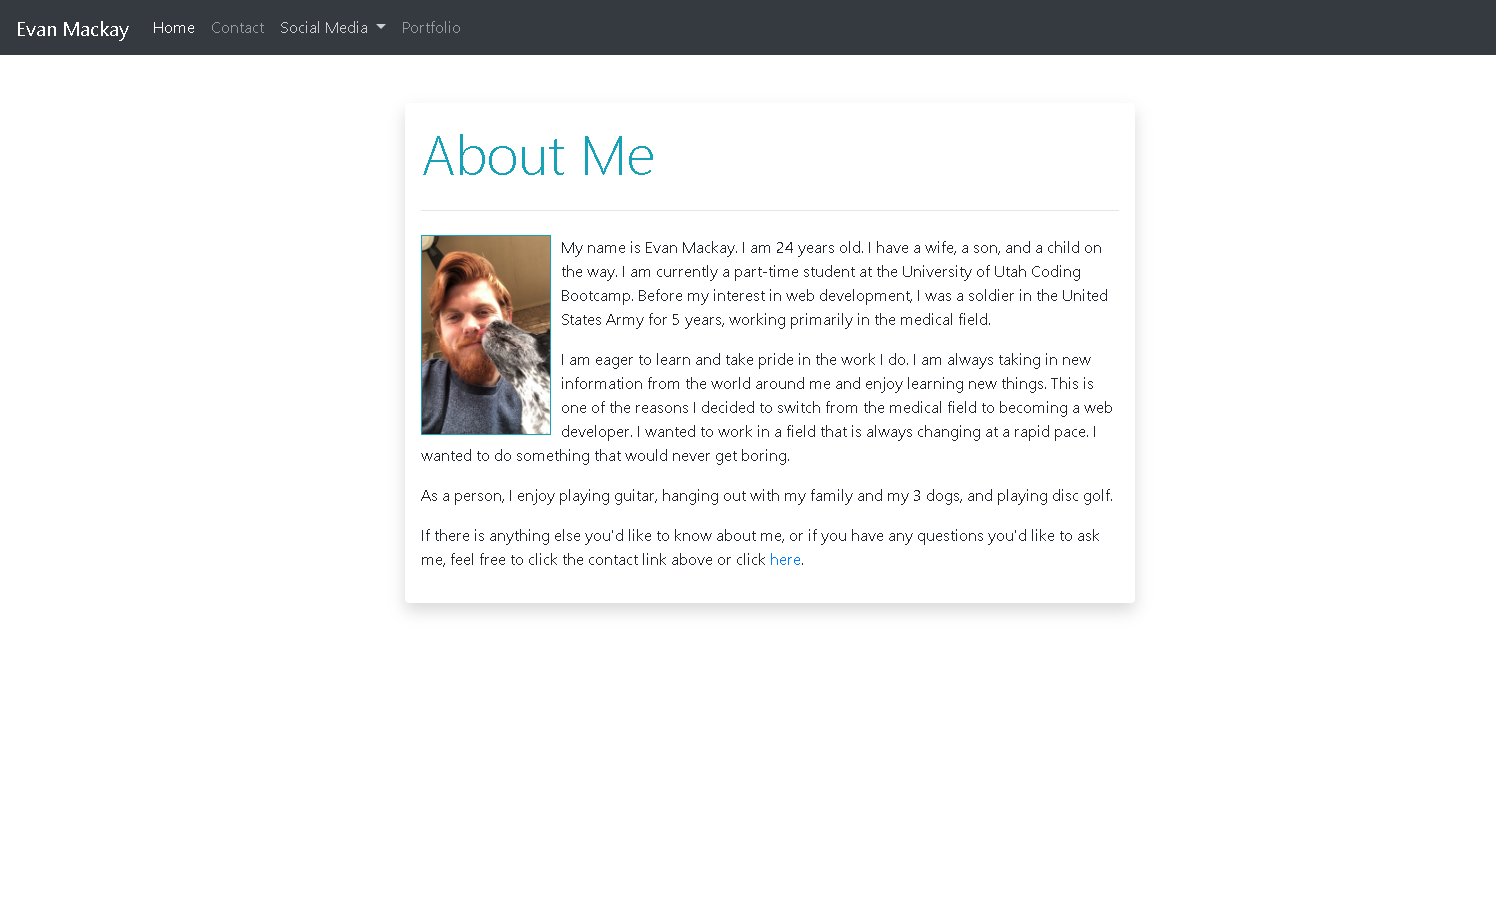 Evan Mackay Home Contact Social Media Portfolio
About Me
My name is Evan Mackay. I am 24 years old. I have a wife, a son, and a child on
the way. I am currently a part-time student at the University of Utah Coding
Bootcamp. Before my interest in web development, I was a soldier in the United
States Army for 5 years, working primarily in the medical field.
I am eager to learn and take pride in the work I do. I am always taking in new
information from the world around me and enjoy learning new things. This is
one of the reasons I decided to switch from the medical field to becoming a web
developer. I wanted to work in a field that is always changing at a rapid pace. I
wanted to do something that would never get boring.
As a person, I enjoy playing guitar, hanging out with my family and my 3 dogs, and playing disc golf.
If there is anything else you'd like to know about me, or if you have any questions you'd like to ask
me, feel free to click the contact link above or click here.